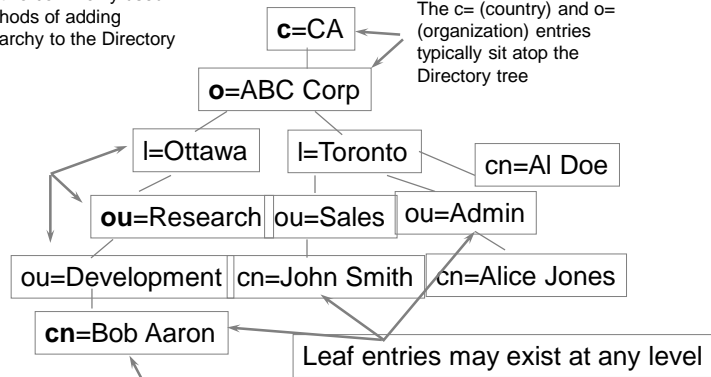 hods of adding
archy to the Directory
c=CA
The c= (country) and o=
(organization) entries
typically sit atop the
Directory tree
o=ABC Corp
l=Ottawa
l=Toronto
cn=Al Doe
ou=Research
ou=Sales
ou=Admin
ou=Development
cn=John Smith
cn=Alice Jones
cn=Bob Aaron
Leaf entries may exist at any level